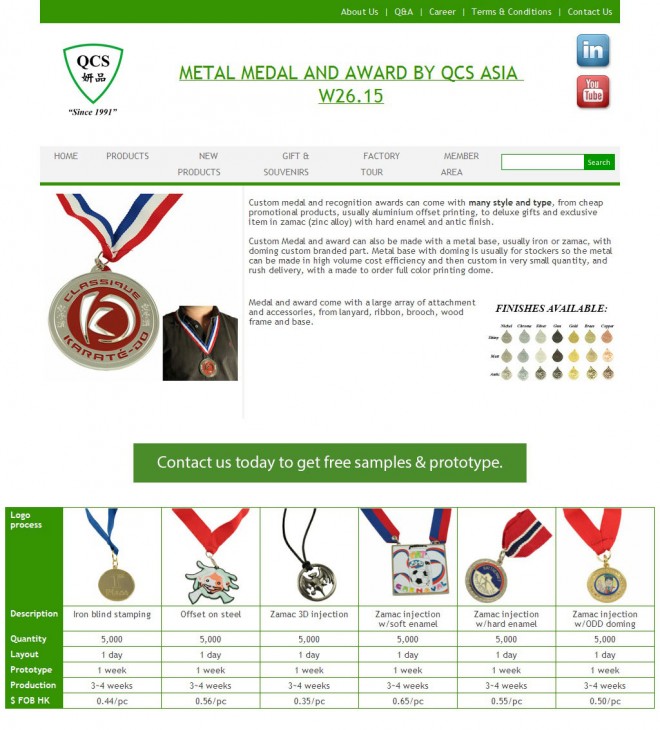 About Us | Q&A | Career | Terms & Conditions | Contact Us
QCS
妍品
“Since 1991”
METAL MEDAL AND AWARD BY QCS ASIA
W26.15
in
You
Tube
HOME PRODUCTS NEW PRODUCTS GIFT & SOUVENIRS FACTORY TOUR MEMBER AREA Search
Custom medal and recognition awards can come with many style and type, from cheap
promotional products, usually aluminium offset printing, to deluxe gifts and exclusive
item in zamac (zinc alloy) with hard enamel and antic finish.
Custom Medal and award can also be made with a metal base, usually iron or zamac, with
doming custom branded part. Metal base with doming is usually for stockers so the metal
can be made in high volume cost efficiency and then custom in very small quantity, and
rush delivery, with a made to order full color printing dome.
Medal and award come with a large array of attachment
and accessories, from lanyard, ribbon, brooch, wood
frame and base.
CLASSIQUE
KARATÉ-DO
FINISHES AVAILABLE:
Nickel Chrome Silver Gun Gold Brass Copper
Shiny
Matt
Antic
Contact us today to get free samples & prototype.
Logo
process
1st
Place
CARNAVAL
Description Iron blind stamping Offset on steel Zamac 3D injection Zamac injection w/soft enamel Zamac injection w/hard enamel Zamac injection w/ODD doming
Quantity 5,000 5,000 5,000 5,000 5,000 5,000
Layout 1 day 1 day 1 day 1 day 1 day 1 day
Prototype 1 week 1 week 1 week 1 week 1 week 1 week
Production 3~4 weeks 3~4 weeks 3~4 weeks 3~4 weeks 3~4 weeks 3~4 weeks
$ FOB HK 0.44/pc 0.56/pc 0.35/pc 0.65/pc 0.55/pc 0.50/pc